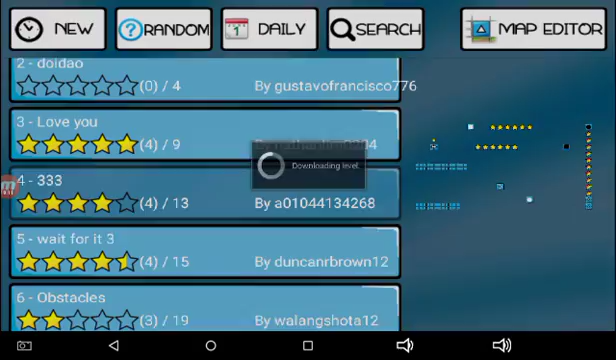 NEW
RANDOM
DAILY
SEARCH
MAP EDITOR
2 - doidao
(0) / 4
By gustavofrancisco776
3 - Love you
(4) / 9
Downloading level
4 - 333
(4) / 13
By a01044134268
5 - wait for it 3
(4) / 15
By duncanrbrown12
6 - Obstacles
(3) / 19
By walangshota12